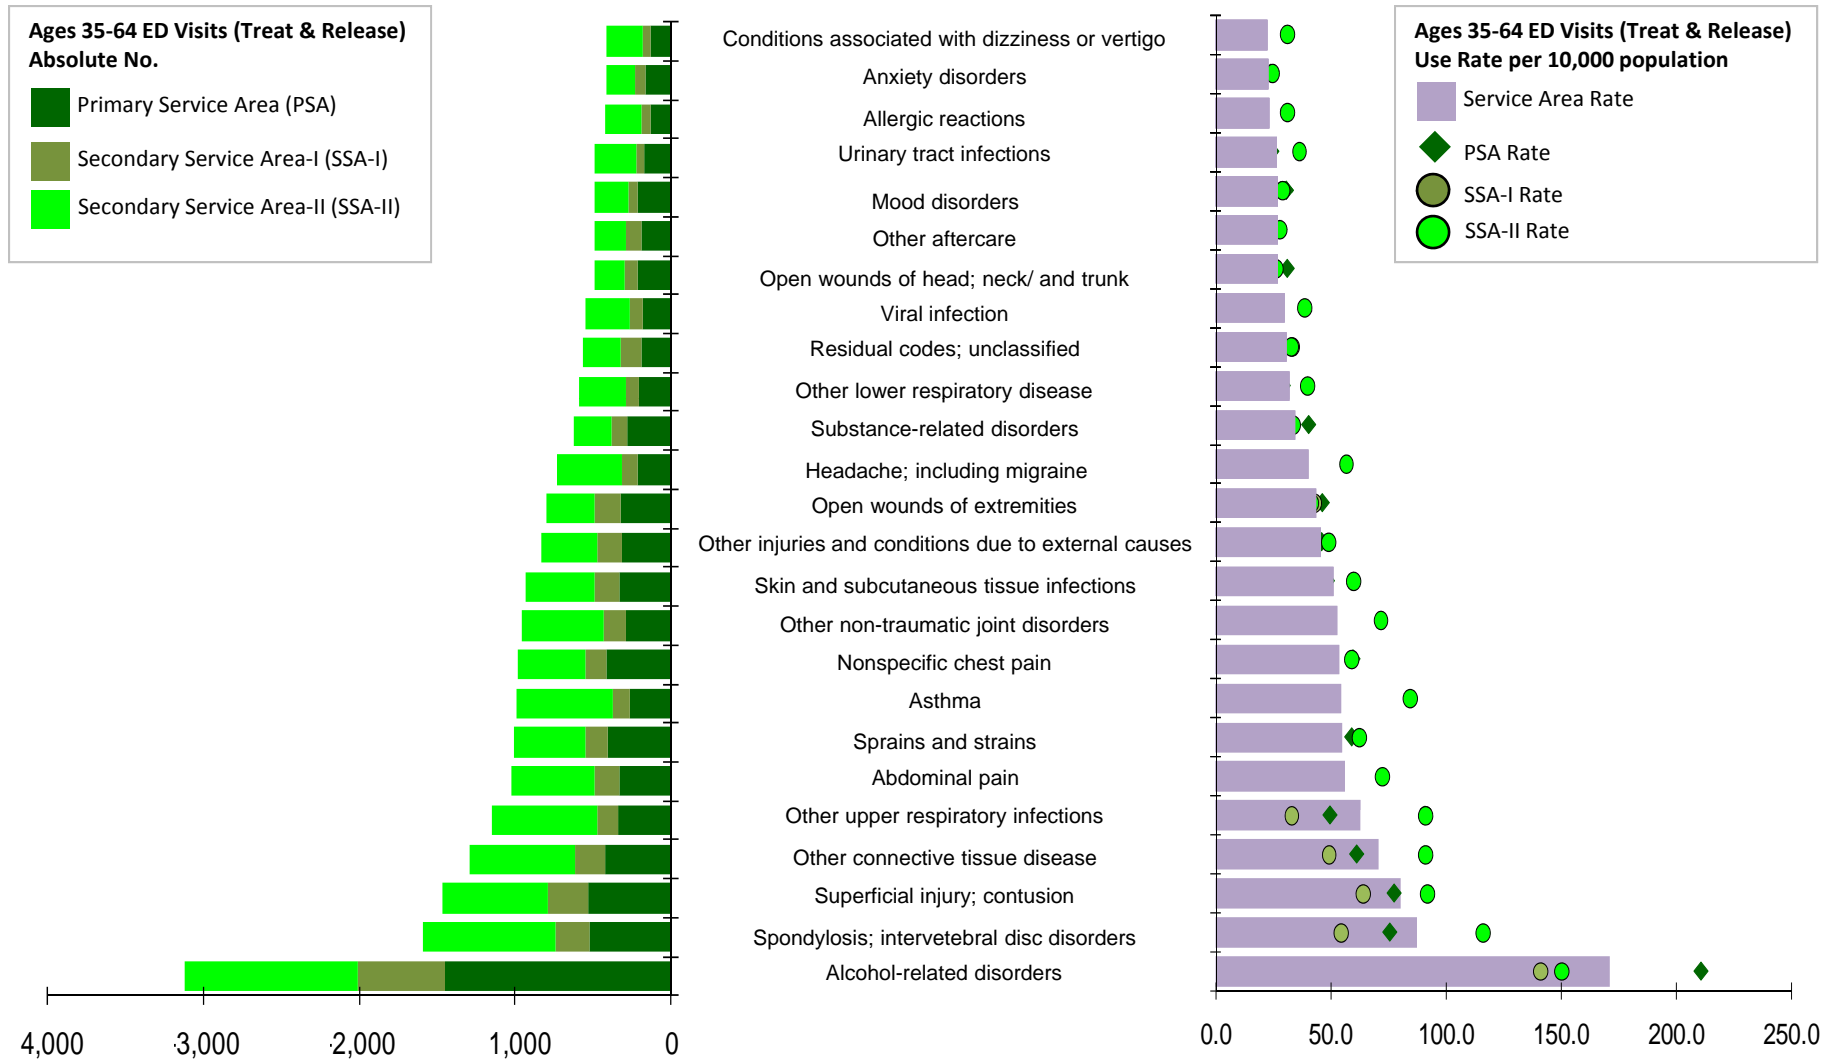 Ages 35-64 ED Visits (Treat & Release)
Absolute No.
Primary Service Area (PSA)
Secondary Service Area-I (SSA-I)
Secondary Service Area-II (SSA-II)
Conditions associated with dizziness or vertigo
Anxiety disorders
Allergic reactions
Urinary tract infections
Mood disorders
Other aftercare
Open wounds of head; neck/ and trunk
Viral infection
Residual codes; unclassified
Other lower respiratory disease
Substance-related disorders
Headache; including migraine
Open wounds of extremities
Other injuries and conditions due to external causes
Skin and subcutaneous tissue infections
Other non-traumatic joint disorders
Nonspecific chest pain
Asthma
Sprains and strains
Abdominal pain
Other upper respiratory infections
Other connective tissue disease
Superficial injury; contusion
Spondylosis; intervetebral disc disorders
Alcohol-related disorders
Ages 35-64 ED Visits (Treat & Release)
Use Rate per 10,000 population
Service Area Rate
PSA Rate
SSA-I Rate
SSA-II Rate
4,000 3,000 2,000 1,000 0
0.0 50.0 100.0 150.0 200.0 250.0